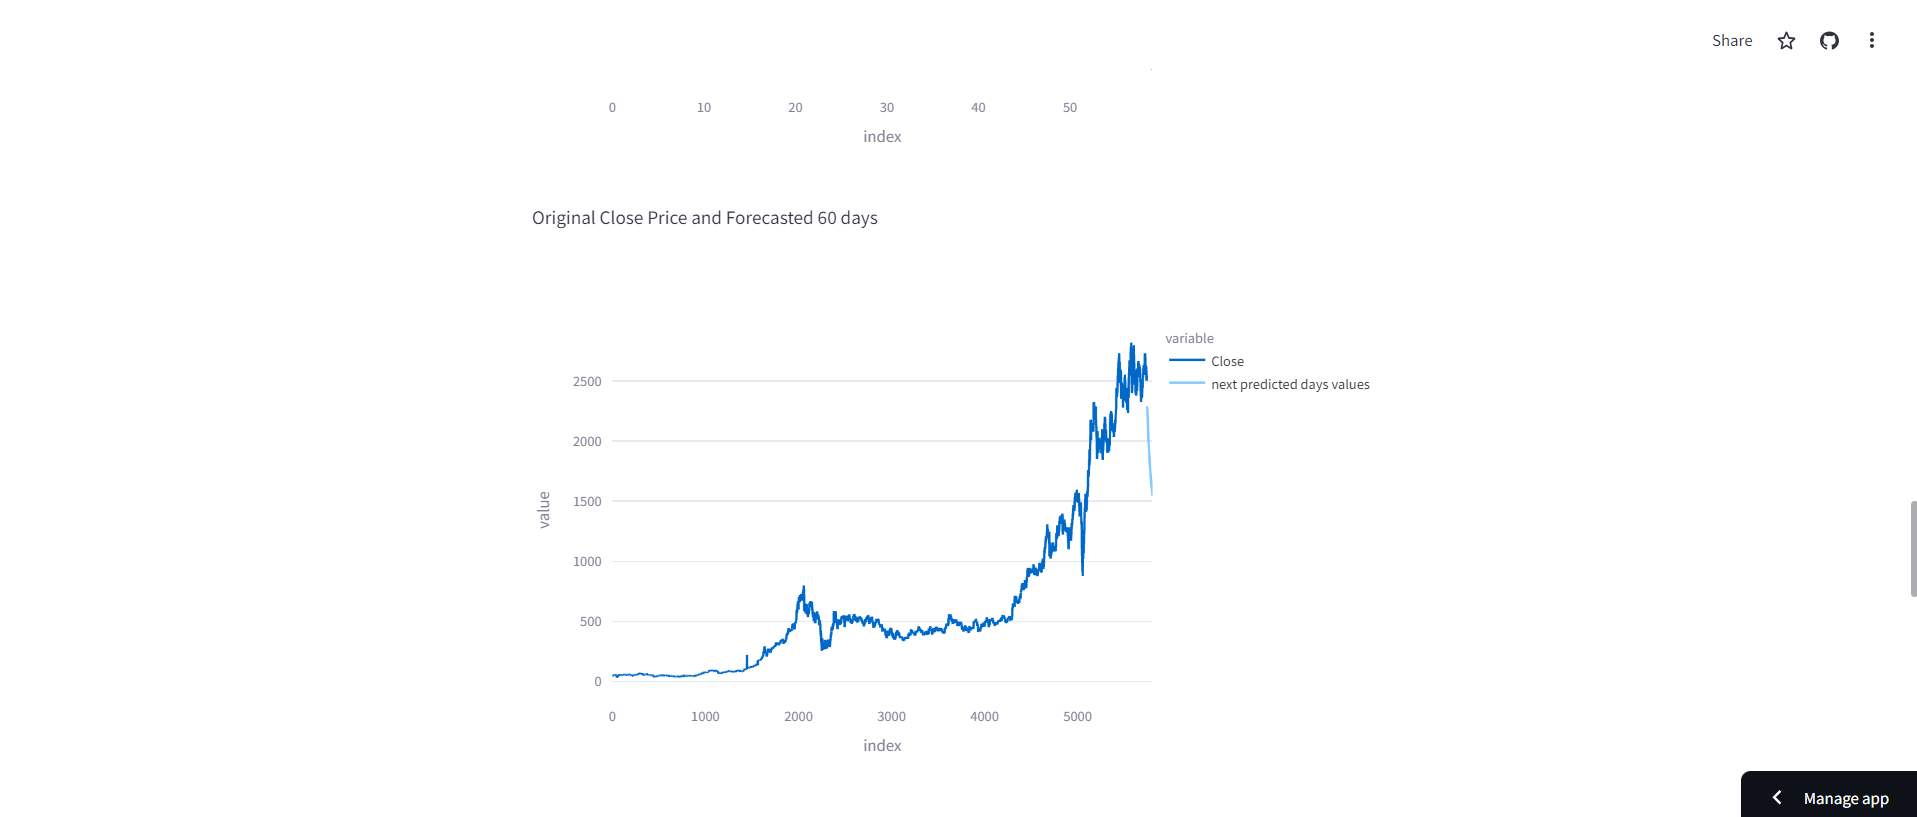 Share
0 10 20 30 40 50
index
Original Close Price and Forecasted 60 days
variable
Close
next predicted days values
2500
2000
1500
1000
500
0
value
0 1000 2000 3000 4000 5000
index
Manage app